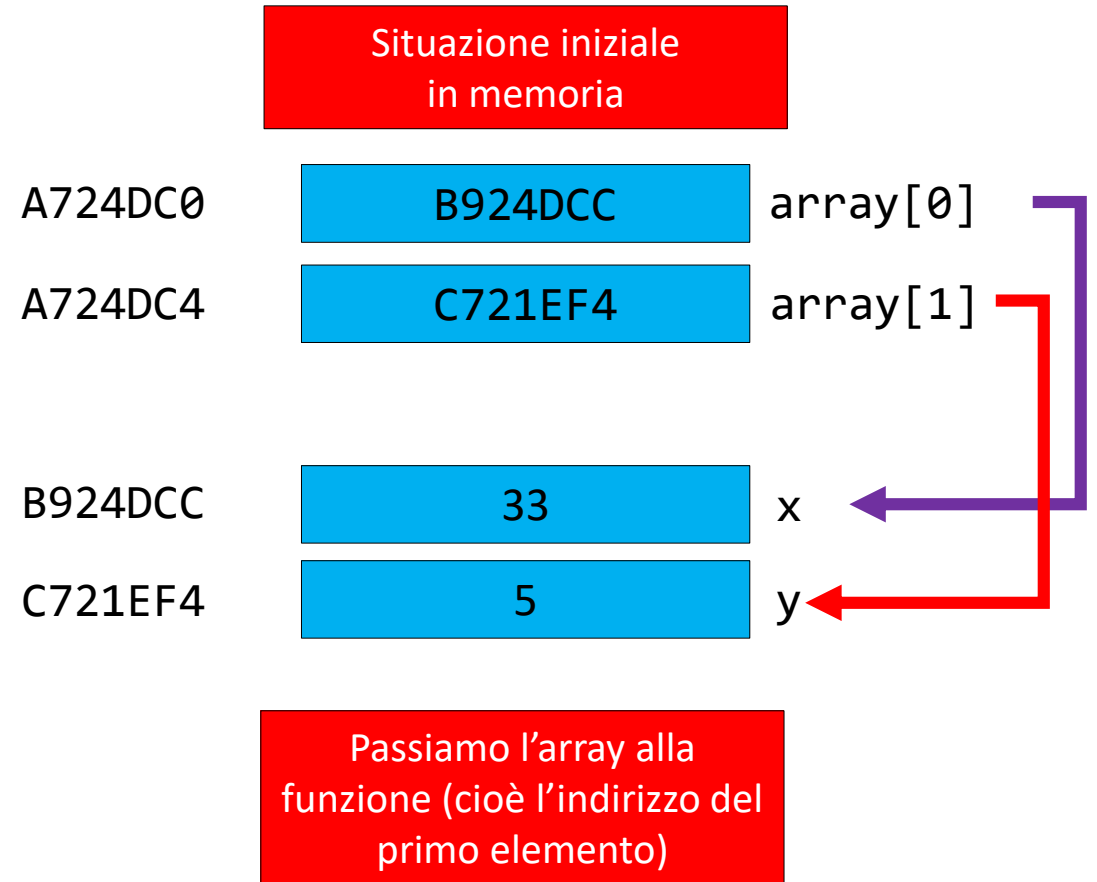 Situazione iniziale
in memoria
A724DC0 B924DCC array[0]
A724DC4 C721EF4 array[1]
B924DCC 33 x
C721EF4 5 y
Passiamo l’array alla
funzione (cioè l’indirizzo del
primo elemento)